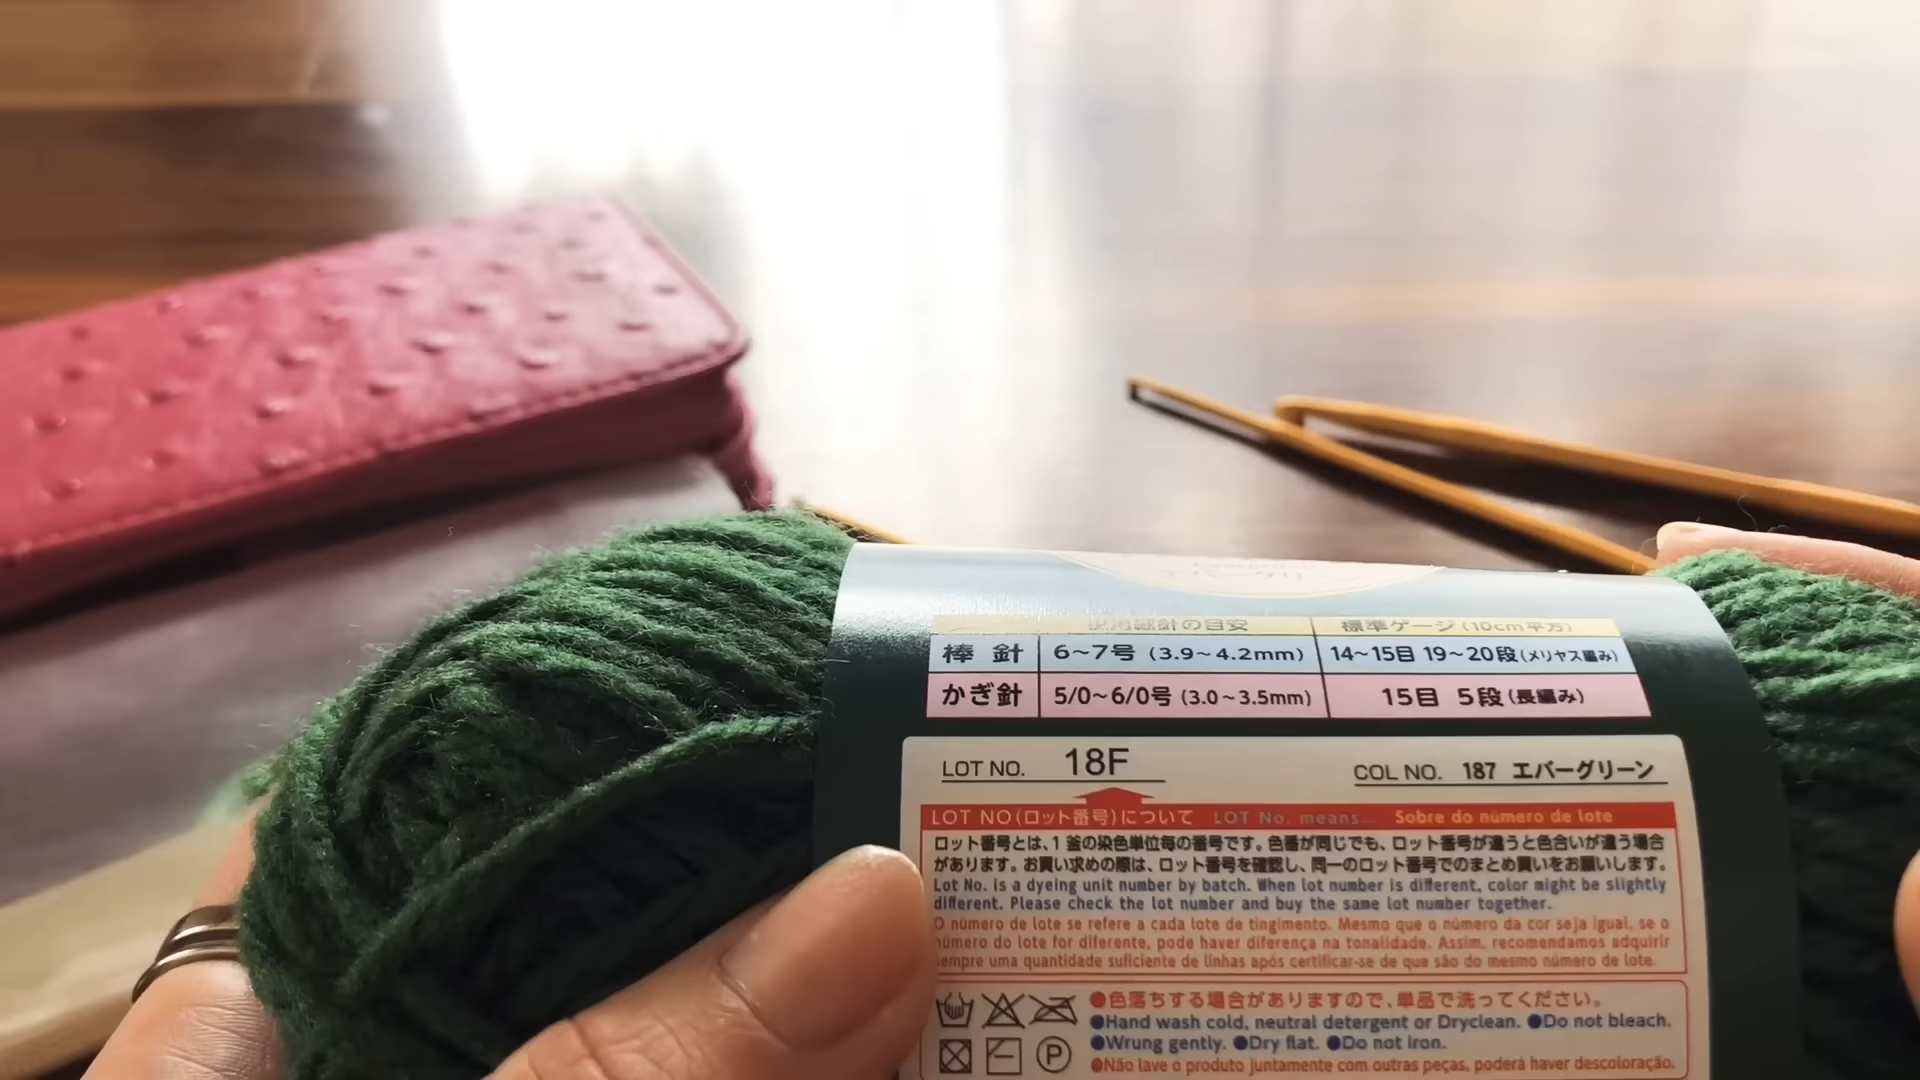 使用編針の目安 標準ゲージ(10cm平方)
棒 針 6~7号 (3.9~4.2mm) 14~15目 19~20段(メリヤス編み)
かぎ針 5/0~6/0号 (3.0~3.5mm) 15目 5段(長編み)
LOT NO. 18F COL NO. 187 エバーグリーン
LOT NO(ロット番号)について LOT No. means… Sobre do número de lote
ロット番号とは、1釜の染色単位毎の番号です。色番が同じでも、ロット番号が違うと色合いが違う場合
があります。お買い求めの際は、ロット番号を確認し、同一のロット番号でのまとめ買いをお願いします。
Lot No. is a dyeing unit number by batch. When lot number is different, color might be slightly
different. Please check the lot number and buy the same lot number together.
O número de lote se refere a cada lote de tingimento. Mesmo que o número da cor seja igual, se o
número do lote for diferente, pode haver diferença na tonalidade. Assim, recomendamos adquirir
sempre uma quantidade suficiente de linhas após certificar-se de que são do mesmo número de lote.
●色落ちする場合がありますので、単品で洗ってください。
●Hand wash cold, neutral detergent or Dryclean. ●Do not bleach.
●Wrung gently. ●Dry flat. ●Do not iron.
P
●Não lave o produto juntamente com outras peças, poderá haver descoloração.